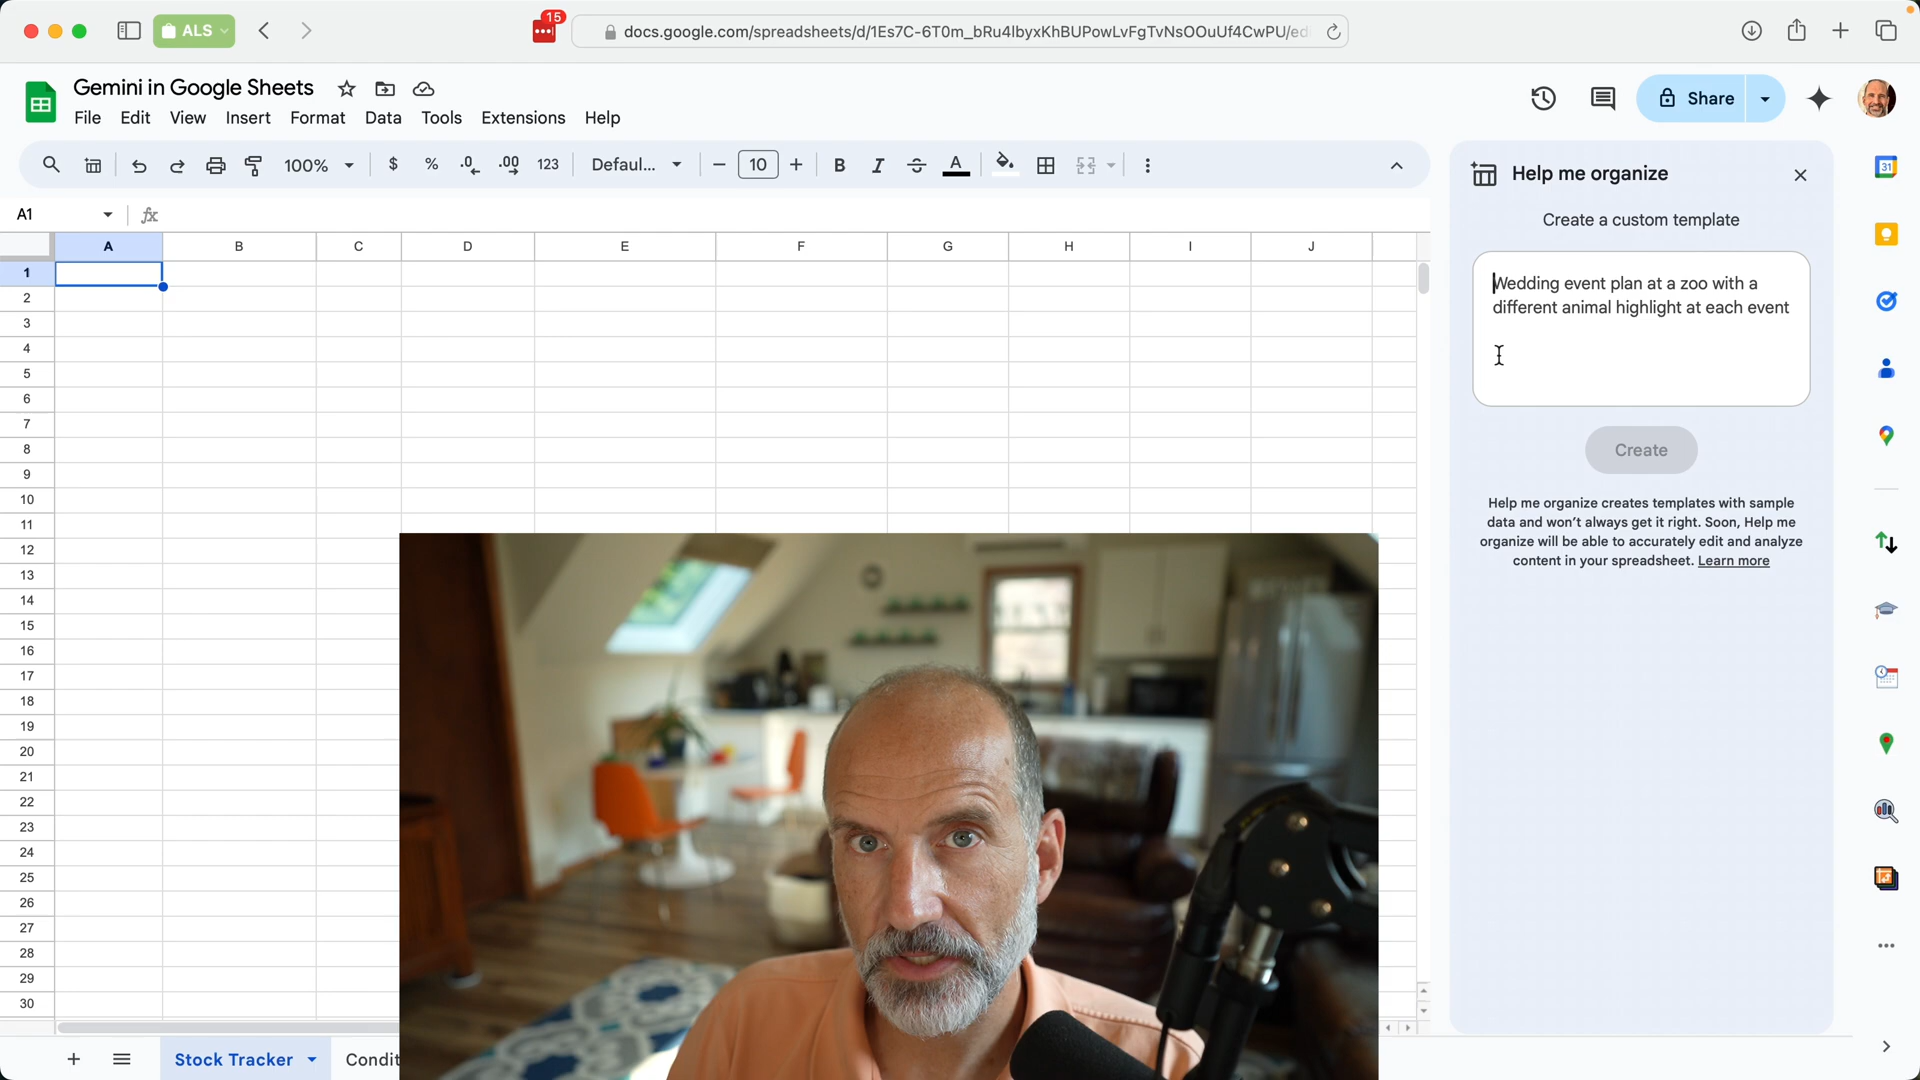 ALS
15
docs.google.com/spreadsheets/d/1Es7C-6T0m_bRu4lbyxKhBUPowLvFgTvNsOOuUf4CwPU/ed
Gemini in Google Sheets
File Edit View Insert Format Data Tools Extensions Help
Share
100% $ % .0 .00 123 Defaul... 10 B I A
A1 fx
A B C D E F G H I J
1
2
3
4
5
6
7
8
9
10
11
12
13
14
15
16
17
18
19
20
21
22
23
24
25
26
27
28
29
30
Stock Tracker Condit
Help me organize
Create a custom template
Wedding event plan at a zoo with a
different animal highlight at each event
Create
Help me organize creates templates with sample
data and won't always get it right. Soon, Help me
organize will be able to accurately edit and analyze
content in your spreadsheet. Learn more
31